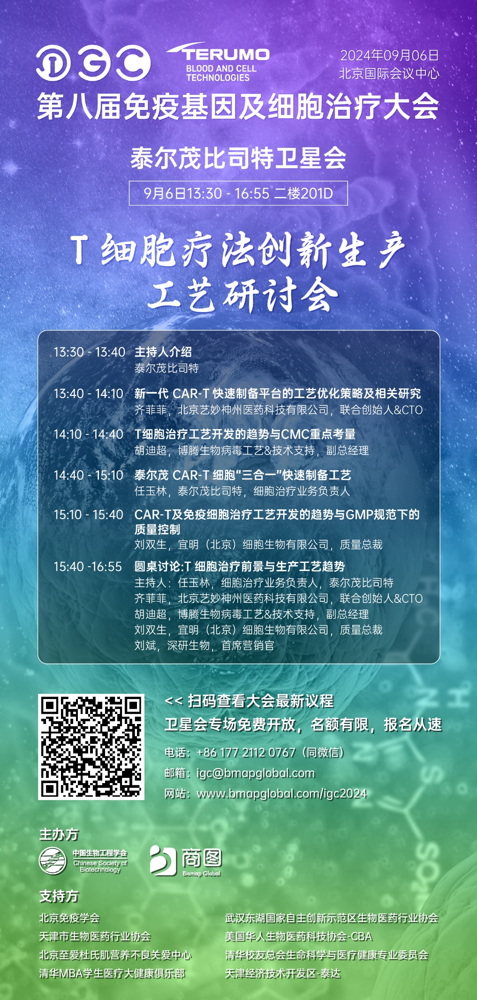 IGC
TERUMO
BLOOD AND CELL
TECHNOLOGIES
2024年09月06日
北京国际会议中心
第八届免疫基因及细胞治疗大会
泰尔茂比司特卫星会
9月6日13:30 - 16:55 二楼201D
T 细胞疗法创新生产
工艺研讨会
13:30 - 13:40 主持人介绍
泰尔茂比司特
13:40 - 14:10 新一代 CAR-T 快速制备平台的工艺优化策略及相关研究
齐菲菲，北京艺妙神州医药科技有限公司，联合创始人&CTO
14:10 - 14:40 T细胞治疗工艺开发的趋势与CMC重点考量
胡迪超，博腾生物病毒工艺&技术支持，副总经理
14:40 - 15:10 泰尔茂 CAR-T 细胞“三合一”快速制备工艺
任玉林，泰尔茂比司特，细胞治疗业务负责人
15:10 - 15:40 CAR-T及免疫细胞治疗工艺开发的趋势与GMP规范下的
质量控制
刘双生，宜明（北京）细胞生物有限公司，质量总裁
15:40 -16:55 圆桌讨论:T 细胞治疗前景与生产工艺趋势
主持人：任玉林，细胞治疗业务负责人，泰尔茂比司特
齐菲菲，北京艺妙神州医药科技有限公司，联合创始人&CTO
胡迪超，博腾生物病毒工艺&技术支持，副总经理
刘双生，宜明（北京）细胞生物有限公司，质量总裁
刘斌，深研生物，首席营销官
<< 扫码查看大会最新议程
卫星会专场免费开放，名额有限，报名从速
电话：+86 177 2112 0767（同微信）
邮箱：igc@bmapglobal.com
网站：www.bmapglobal.com/igc2024
主办方
中国生物工程学会
Chinese Society of
Biotechnology
商图
Biomap Global
支持方
北京免疫学会
武汉东湖国家自主创新示范区生物医药行业协会
天津市生物医药行业协会
美国华人生物医药科技协会-CBA
北京至爱杜氏肌营养不良关爱中心
清华校友总会生命科学与医疗健康专业委员会
清华MBA学生医疗大健康俱乐部
天津经济技术开发区-泰达